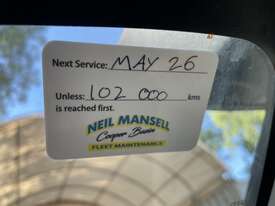 Next Service: MAY 26
Unless: 102 000 kms
is reached first.
NEIL MANSELL
Cooper Basin
FLEET MAINTENANCE